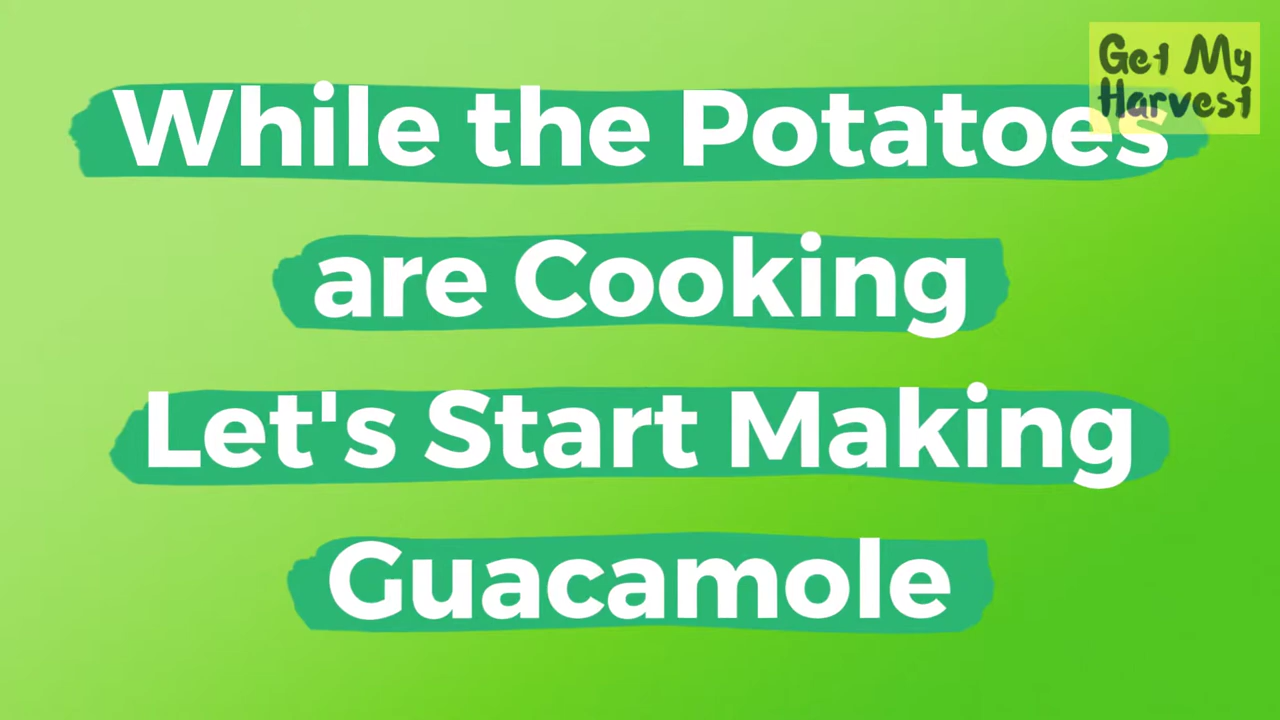 Get My
Harvest
While the Potatoes
are Cooking
Let's Start Making
Guacamole